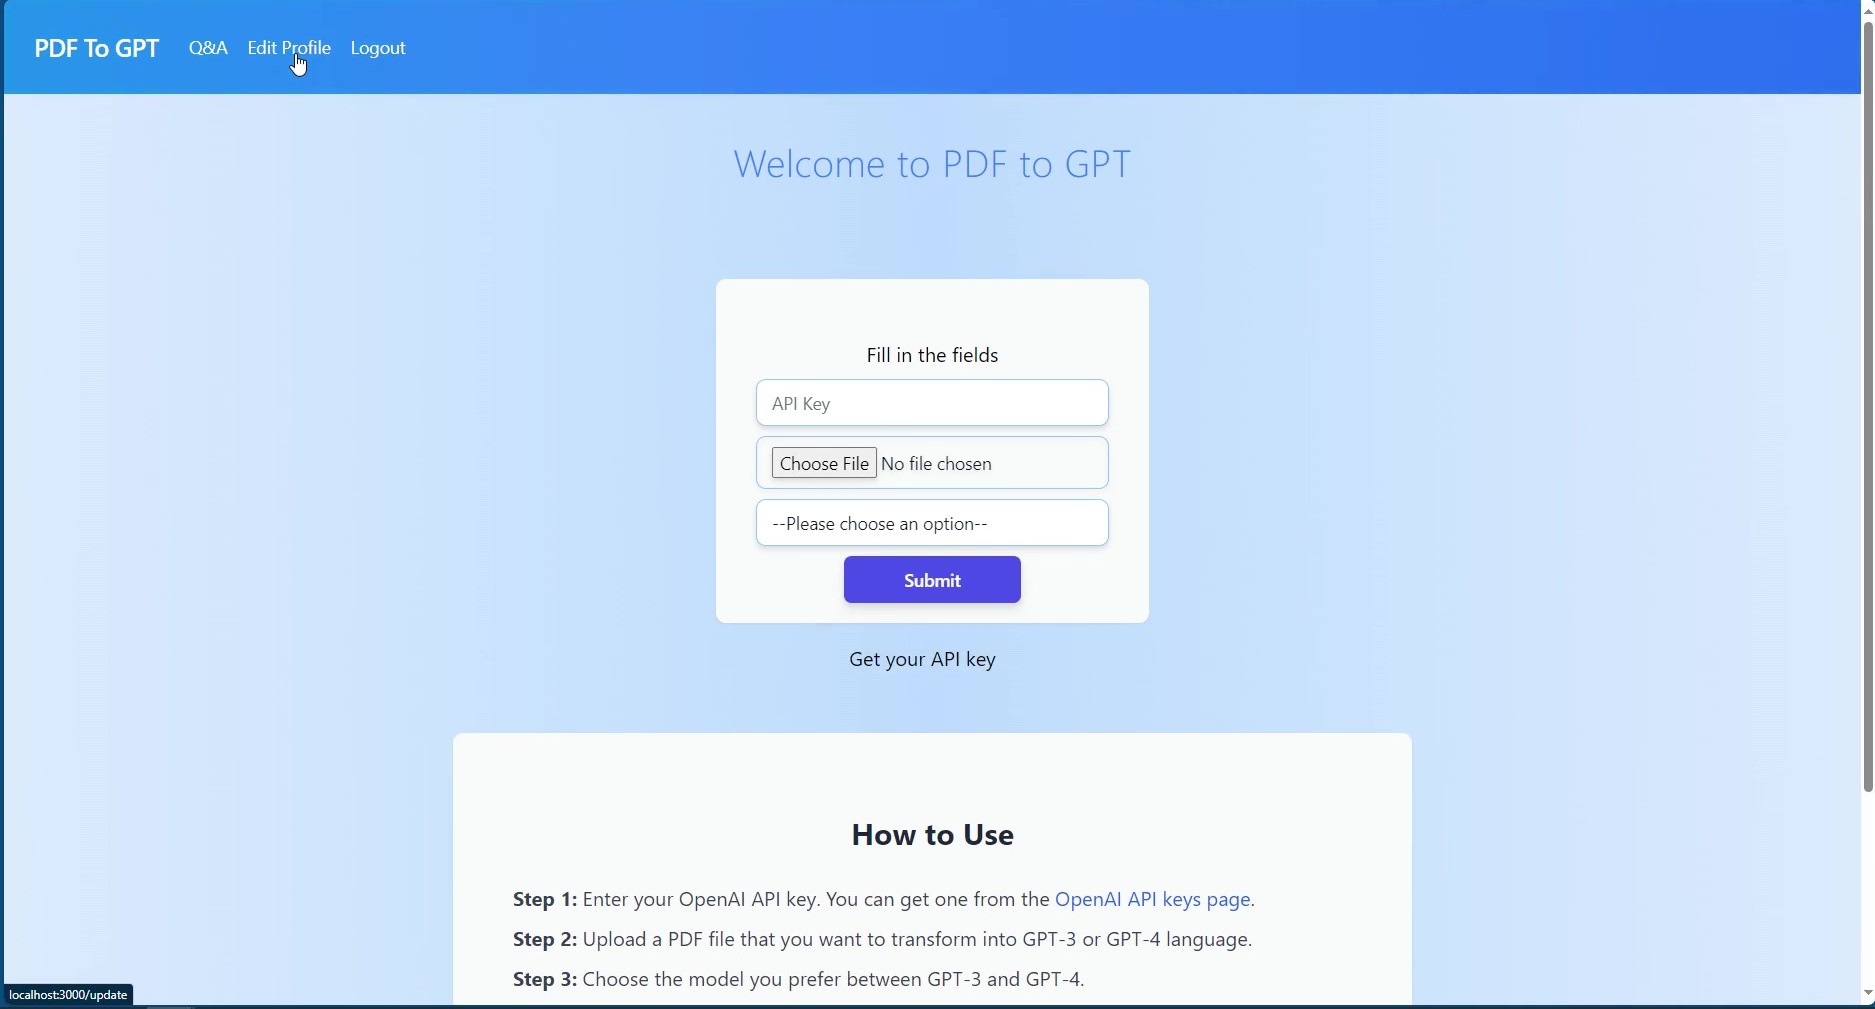 PDF To GPT Q&A Edit Profile Logout
Welcome to PDF to GPT
Fill in the fields
API Key
Choose File No file chosen
--Please choose an option--
Submit
Get your API key
How to Use
Step 1: Enter your OpenAI API key. You can get one from the OpenAI API keys page.
Step 2: Upload a PDF file that you want to transform into GPT-3 or GPT-4 language.
Step 3: Choose the model you prefer between GPT-3 and GPT-4.
localhost:3000/update